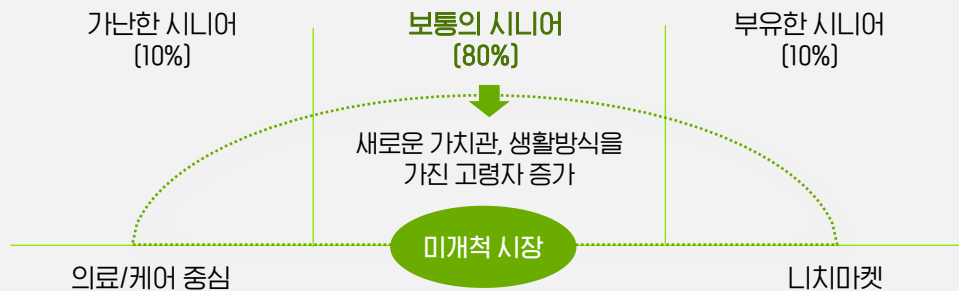 가난한 시니어
(10%)
보통의 시니어
(80%)
부유한 시니어
(10%)
새로운 가치관, 생활방식을
가진 고령자 증가
미개척 시장
의료/케어 중심
니치마켓